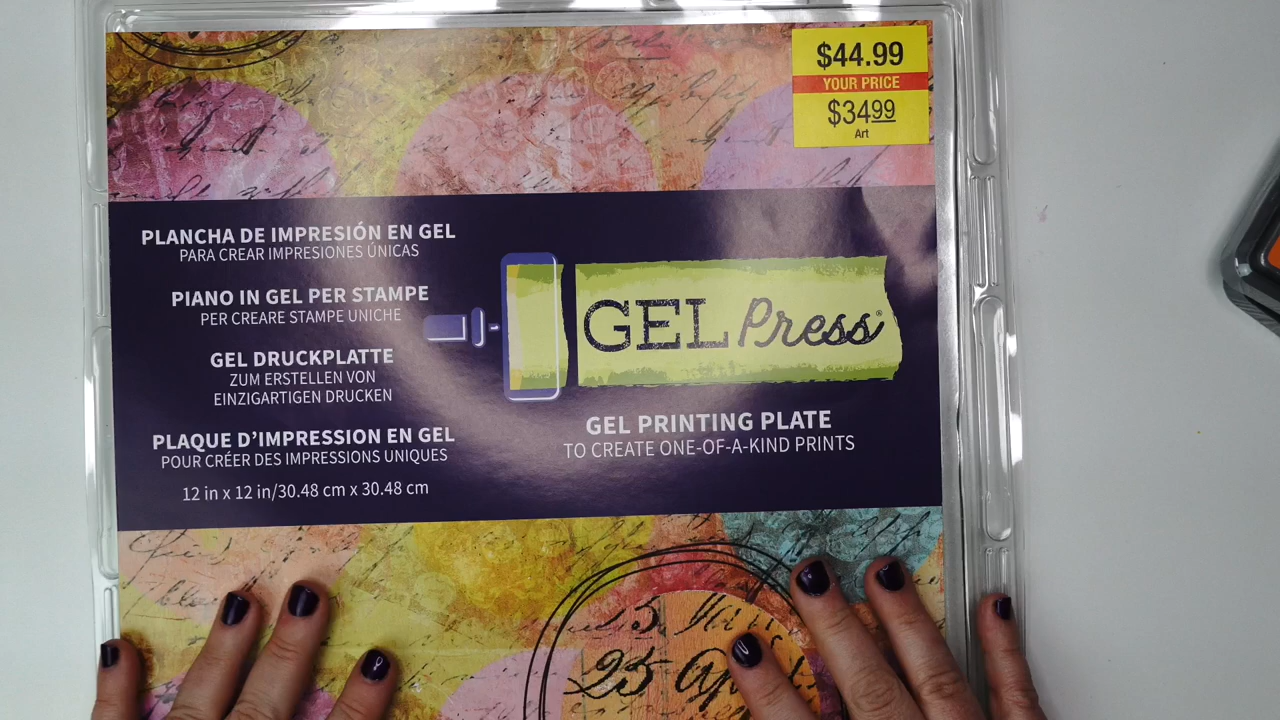 $44.99
YOUR PRICE
$34.99
Art
PLANCHA DE IMPRESIÓN EN GEL
PARA CREAR IMPRESIONES ÚNICAS
PIANO IN GEL PER STAMPE
PER CREARE STAMPE UNICHE
GEL DRUCKPLATTE
ZUM ERSTELLEN VON
EINZIGARTIGEN DRUCKEN
PLAQUE D'IMPRESSION EN GEL
POUR CRÉER DES IMPRESSIONS UNIQUES
12 in x 12 in/30.48 cm x 30.48 cm
GEL Press®
GEL PRINTING PLATE
TO CREATE ONE-OF-A-KIND PRINTS
25